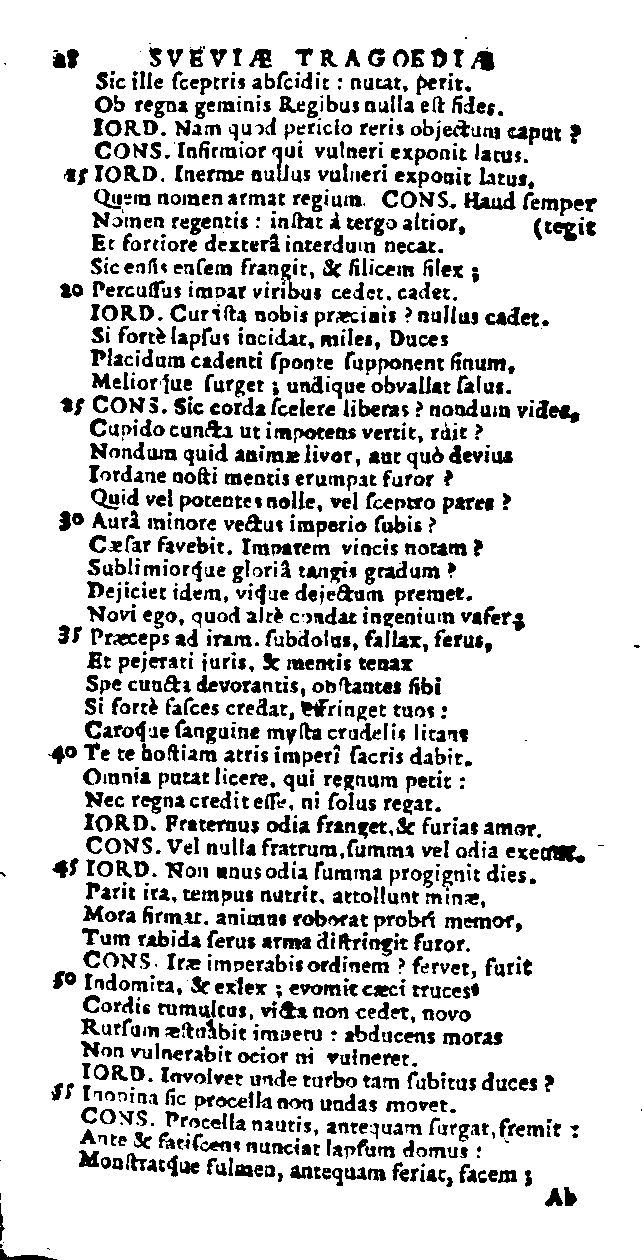 28 SVEVIÆ TRAGOEDIÆ
Sic ille ſceptris abſcidit : nutat, perit.
Ob regna geminis Regibus nulla eſt fides.
IORD. Nam quod periclo reris objectum caput ?
CONS. Infirmior qui vulneri exponit latus.
15 IORD. Inerme nullus vulneri exponit latus,
Quem nomen armat regium. CONS. Haud ſemper
Nomen regentis : inſtat à tergo altior, (tegit
Et fortiore dexterâ interdum necat.
Sic enſis enſem frangit, & ſilicem ſilex ;
20 Percuſſus impar viribus cedet, cadet.
IORD. Cur iſta nobis præcinis ? nullus cadet.
Si fortè lapſus incidat, miles, Duces
Placidum cadenti ſponte ſupponent ſinum,
Meliorque ſurget ; undique obvallat ſalus.
25 CONS. Sic corda ſcelere liberas ? nondum vides,
Cupido cuncta ut impotens vertit, ruit ?
Nondum quid animæ livor, aut quò devius
Iordane noſti mentis erumpat furor ?
Quid vel potentes nolle, vel ſceptro pares ?
30 Aurâ minore vectus imperio ſubis ?
Cæſar favebit. Imparem vincis notam ?
Sublimiorque gloriâ tangis gradum ?
Dejiciet idem, vique dejectum premet.
Novi ego, quod altè condat ingenium vafer ;
35 Præceps ad iram, ſubdolus, fallax, ferus,
Et pejerati juris, & mentis tenax
Spe cuncta devorantis, obſtantes ſibi
Si fortè faſces credat, effringet tuos :
Caroque ſanguine myſta crudelis litans
40 Te te hoſtiam atris imperî ſacris dabit.
Omnia putat licere, qui regnum petit :
Nec regna credit eſſe, ni ſolus regat.
IORD. Fraternus odia franget, & furias amor.
CONS. Vel nulla fratrum, ſumma vel odia
45 IORD. Non unus odia ſumma progignit dies.
Parit ira, tempus nutrit, attollunt minæ,
Mora firmat, animus roborat probri memor,
Tum rabida ferus arma diſtringit furor.
CONS. Iræ imperabis ordinem ? fervet, furit
50 Indomita, & exlex ; evomit cæci truces
Cordis tumultus, victa non cedet, novo
Rurſum æſtuabit impetu : abducens moras
Non vulnerabit ocior ni vulneret.
IORD. Involvet unde turbo tam ſubitus duces ?
55 Inopina ſic procella non undas movet.
CONS. Procella nautis, antequam ſurgat, fremit :
Ante & fatiſcens nunciat lapſum domus :
Monſtratque fulmen, antequam feriat, facem ;
Ab